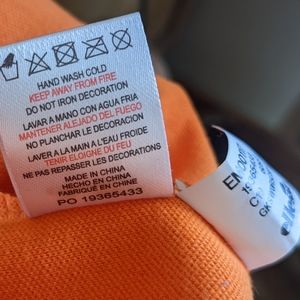 HAND WASH COLD
KEEP AWAY FROM FIRE
DO NOT IRON DECORATION
LAVAR A MANO CON AGUA FRIA
MANTENER ALEJADO DEL FUEGO
NO PLANCHAR LE DECORACION
LAVER A LA MAIN A L'EAU FROIDE
TENIR ELOIGNE DU FEU
NE PAS REPASSER LES DECORATIONS
MADE IN CHINA
HECHO EN CHINA
FABRIQUE EN CHINE
PO 19365433